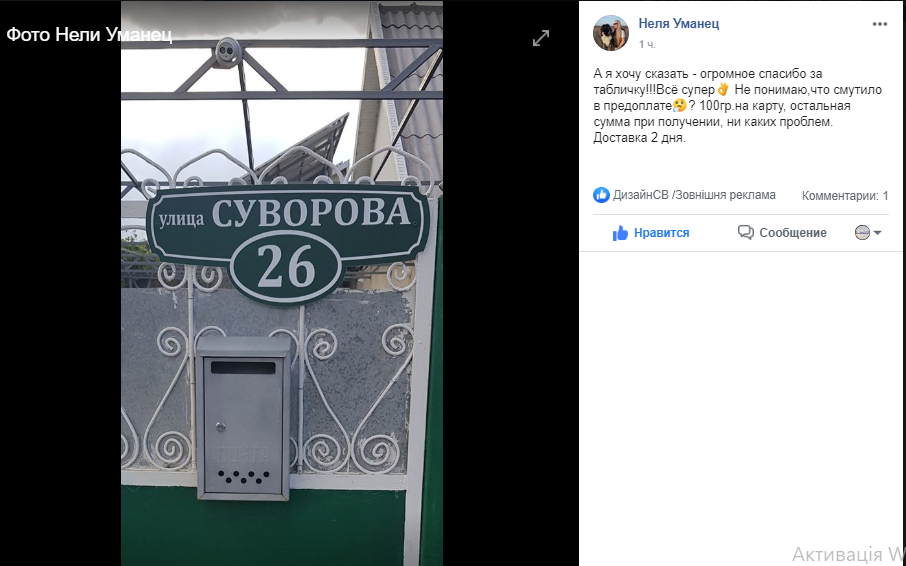 Фото Нели Уманец
улица СУВОРОВА
26
Неля Уманец
1 ч.
А я хочу сказать - огромное спасибо за
табличку!!!Всё супер👌 Не понимаю,что смутило
в предоплате🤔? 100гр.на карту, остальная
сумма при получении, ни каких проблем.
Доставка 2 дня.
ДизайнСВ /Зовнішня реклама
Комментарии: 1
Нравится
Сообщение
Активація W